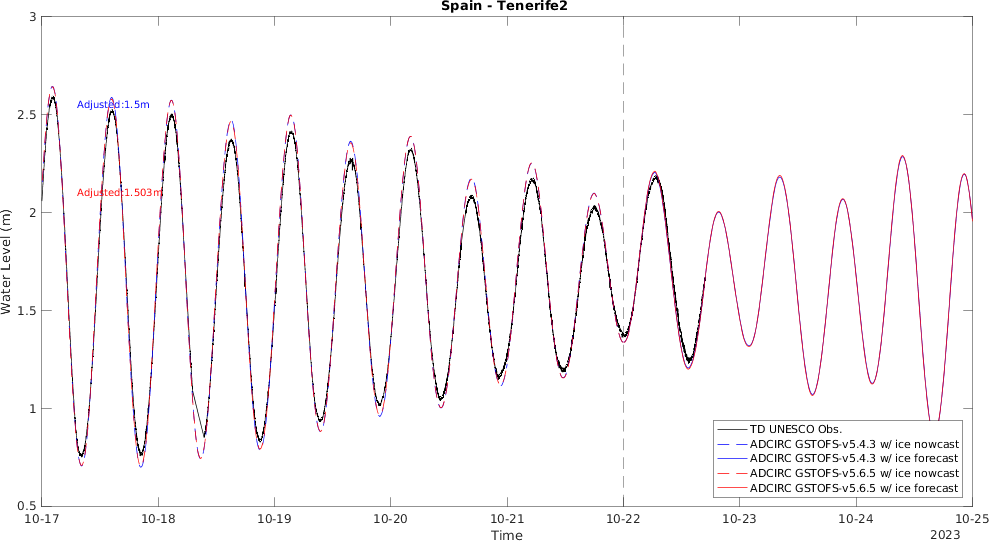 Spain - Tenerife2
3
2.5
2
1.5
1
0.5
Water Level (m)
Adjusted:1.5m
Adjusted:1.503m
TD UNESCO Obs.
ADCIRC GSTOFS-v5.4.3 w/ ice nowcast
ADCIRC GSTOFS-v5.4.3 w/ ice forecast
ADCIRC GSTOFS-v5.6.5 w/ ice nowcast
ADCIRC GSTOFS-v5.6.5 w/ ice forecast
10-17 10-18 10-19 10-20 10-21 10-22 10-23 10-24 10-25
Time
2023